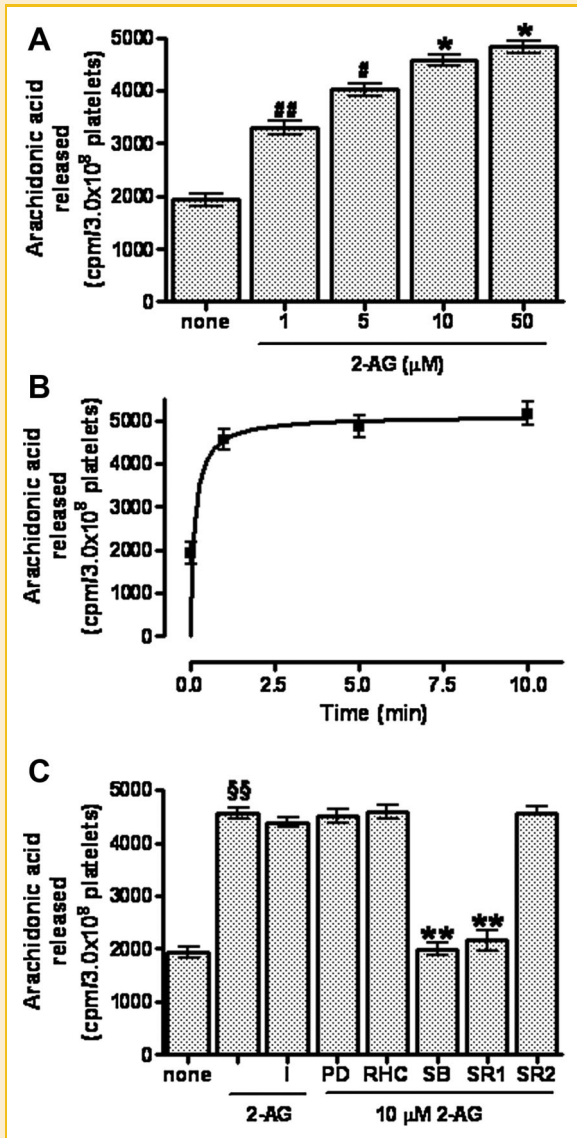 A
Arachidonic acid
released
(cpm/3.0x10⁸ platelets)
5000
4000
3000
2000
1000
0
##
#
*
*
none 1 5 10 50
2-AG (µM)
B
Arachidonic acid
released
(cpm/3.0x10⁸ platelets)
5000
4000
3000
2000
1000
0
0.0 2.5 5.0 7.5 10.0
Time (min)
C
Arachidonic acid
released
(cpm/3.0x10⁸ platelets)
5000
4000
3000
2000
1000
0
§§
**
**
none I PD RHC SB SR1 SR2
2-AG 10 µM 2-AG